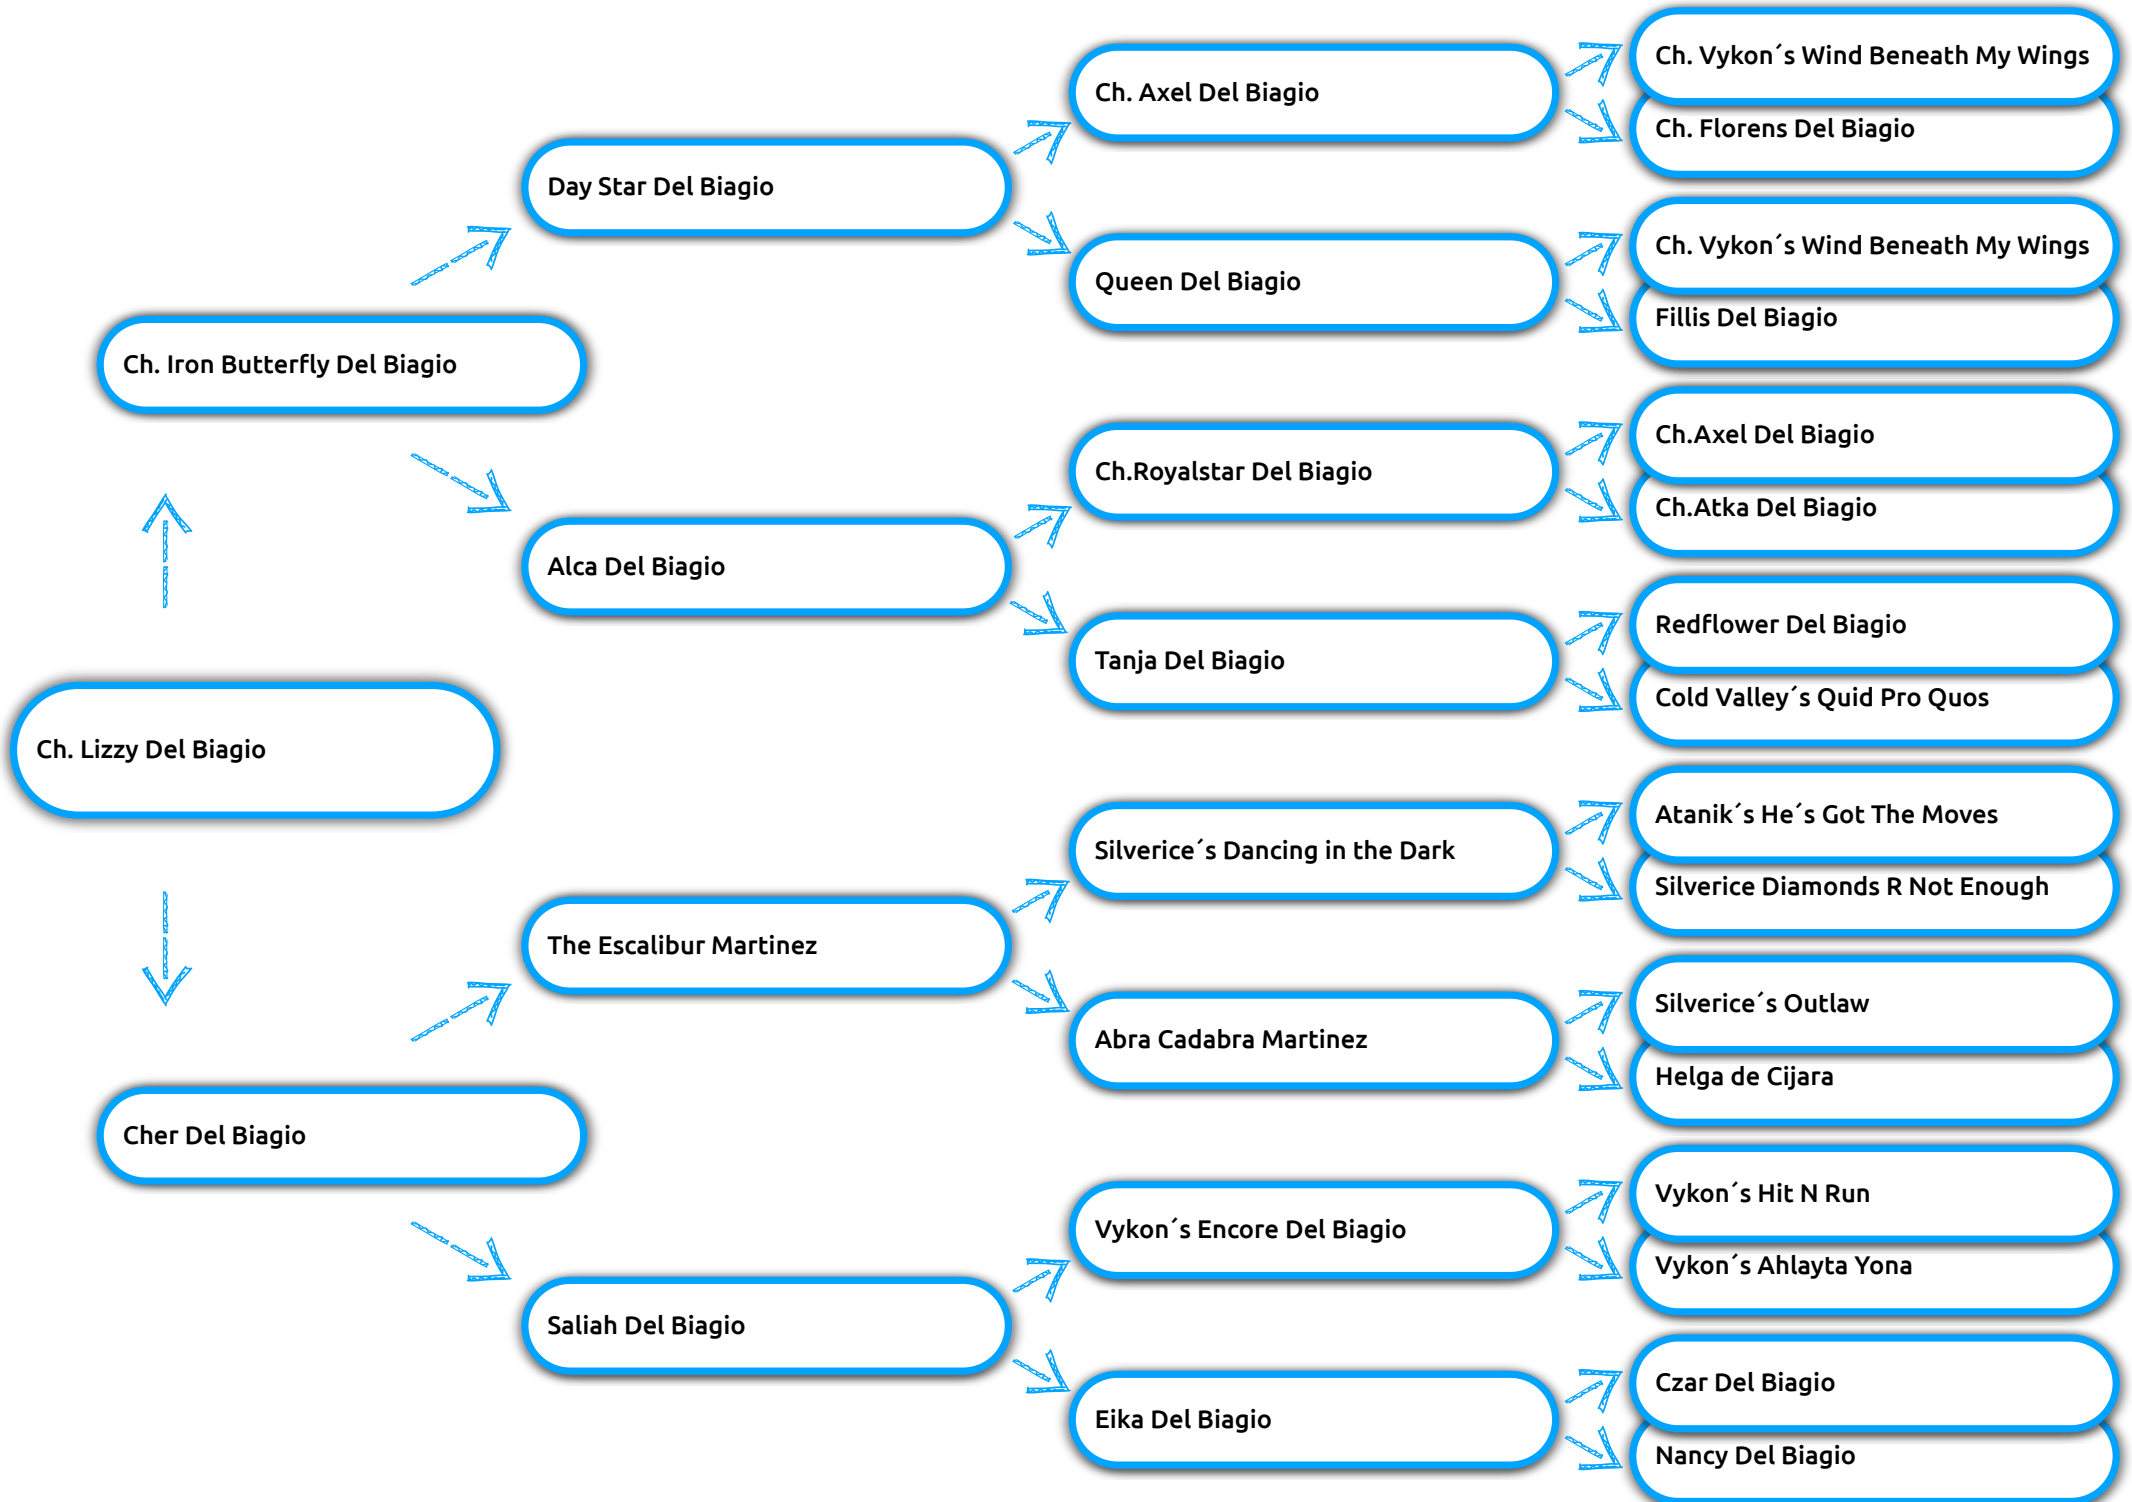 Ch. Vykon´s Wind Beneath My Wings
Ch. Axel Del Biagio
Ch. Florens Del Biagio
Day Star Del Biagio
Ch. Vykon´s Wind Beneath My Wings
Queen Del Biagio
Fillis Del Biagio
Ch. Iron Butterfly Del Biagio
Ch.Axel Del Biagio
Ch.Royalstar Del Biagio
Ch.Atka Del Biagio
Alca Del Biagio
Redflower Del Biagio
Tanja Del Biagio
Cold Valley´s Quid Pro Quos
Ch. Lizzy Del Biagio
Atanik´s He´s Got The Moves
Silverice´s Dancing in the Dark
Silverice Diamonds R Not Enough
The Escalibur Martinez
Silverice´s Outlaw
Abra Cadabra Martinez
Helga de Cijara
Cher Del Biagio
Vykon´s Hit N Run
Vykon´s Encore Del Biagio
Vykon´s Ahlayta Yona
Saliah Del Biagio
Czar Del Biagio
Eika Del Biagio
Nancy Del Biagio